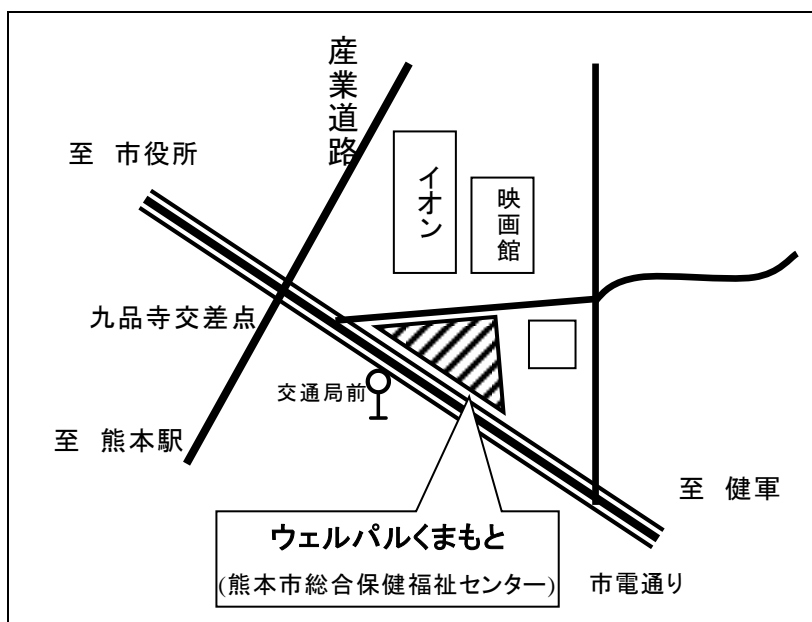 産業道路
至 市役所
イオン
映画館
九品寺交差点
交通局前
至 熊本駅
至 健軍
ウェルパルくまもと
(熊本市総合保健福祉センター)
市電通り